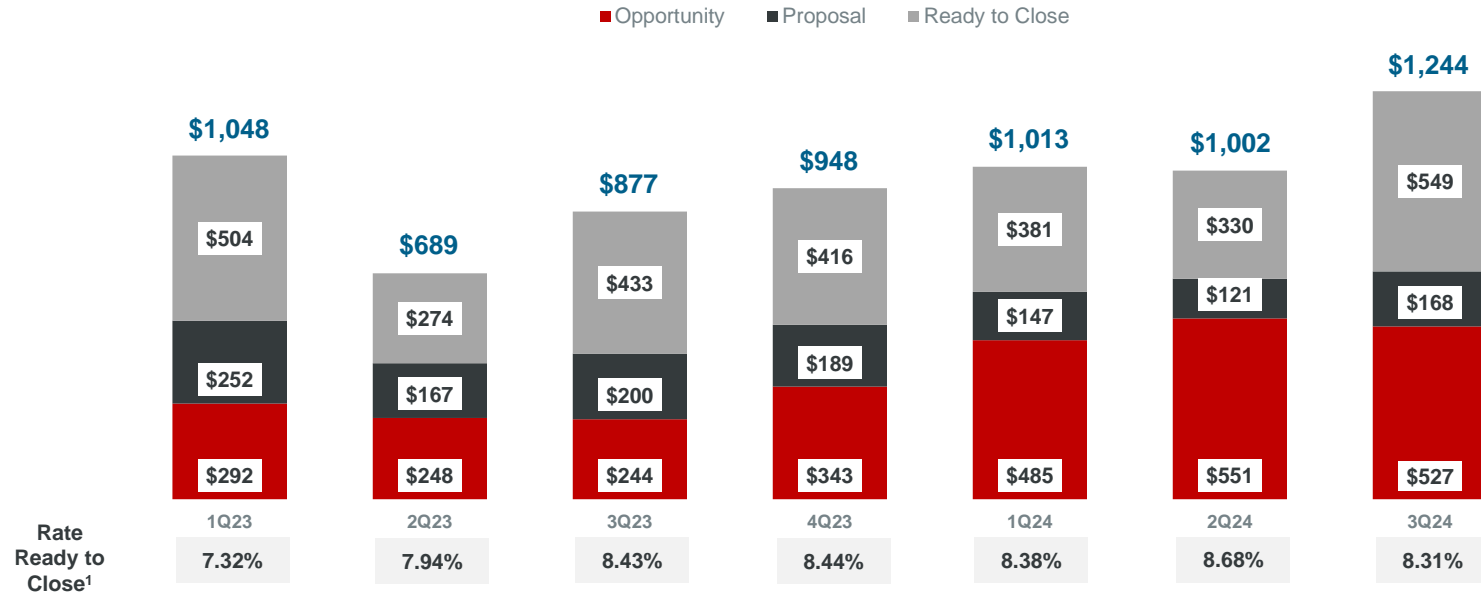 Opportunity Proposal Ready to Close
$1,048 $689 $877 $948 $1,013 $1,002 $1,244
$504 $274 $433 $416 $381 $330 $549
$252 $167 $200 $189 $147 $121 $168
$292 $248 $244 $343 $485 $551 $527
1Q23 2Q23 3Q23 4Q23 1Q24 2Q24 3Q24
Rate
Ready to
Close¹
7.32% 7.94% 8.43% 8.44% 8.38% 8.68% 8.31%